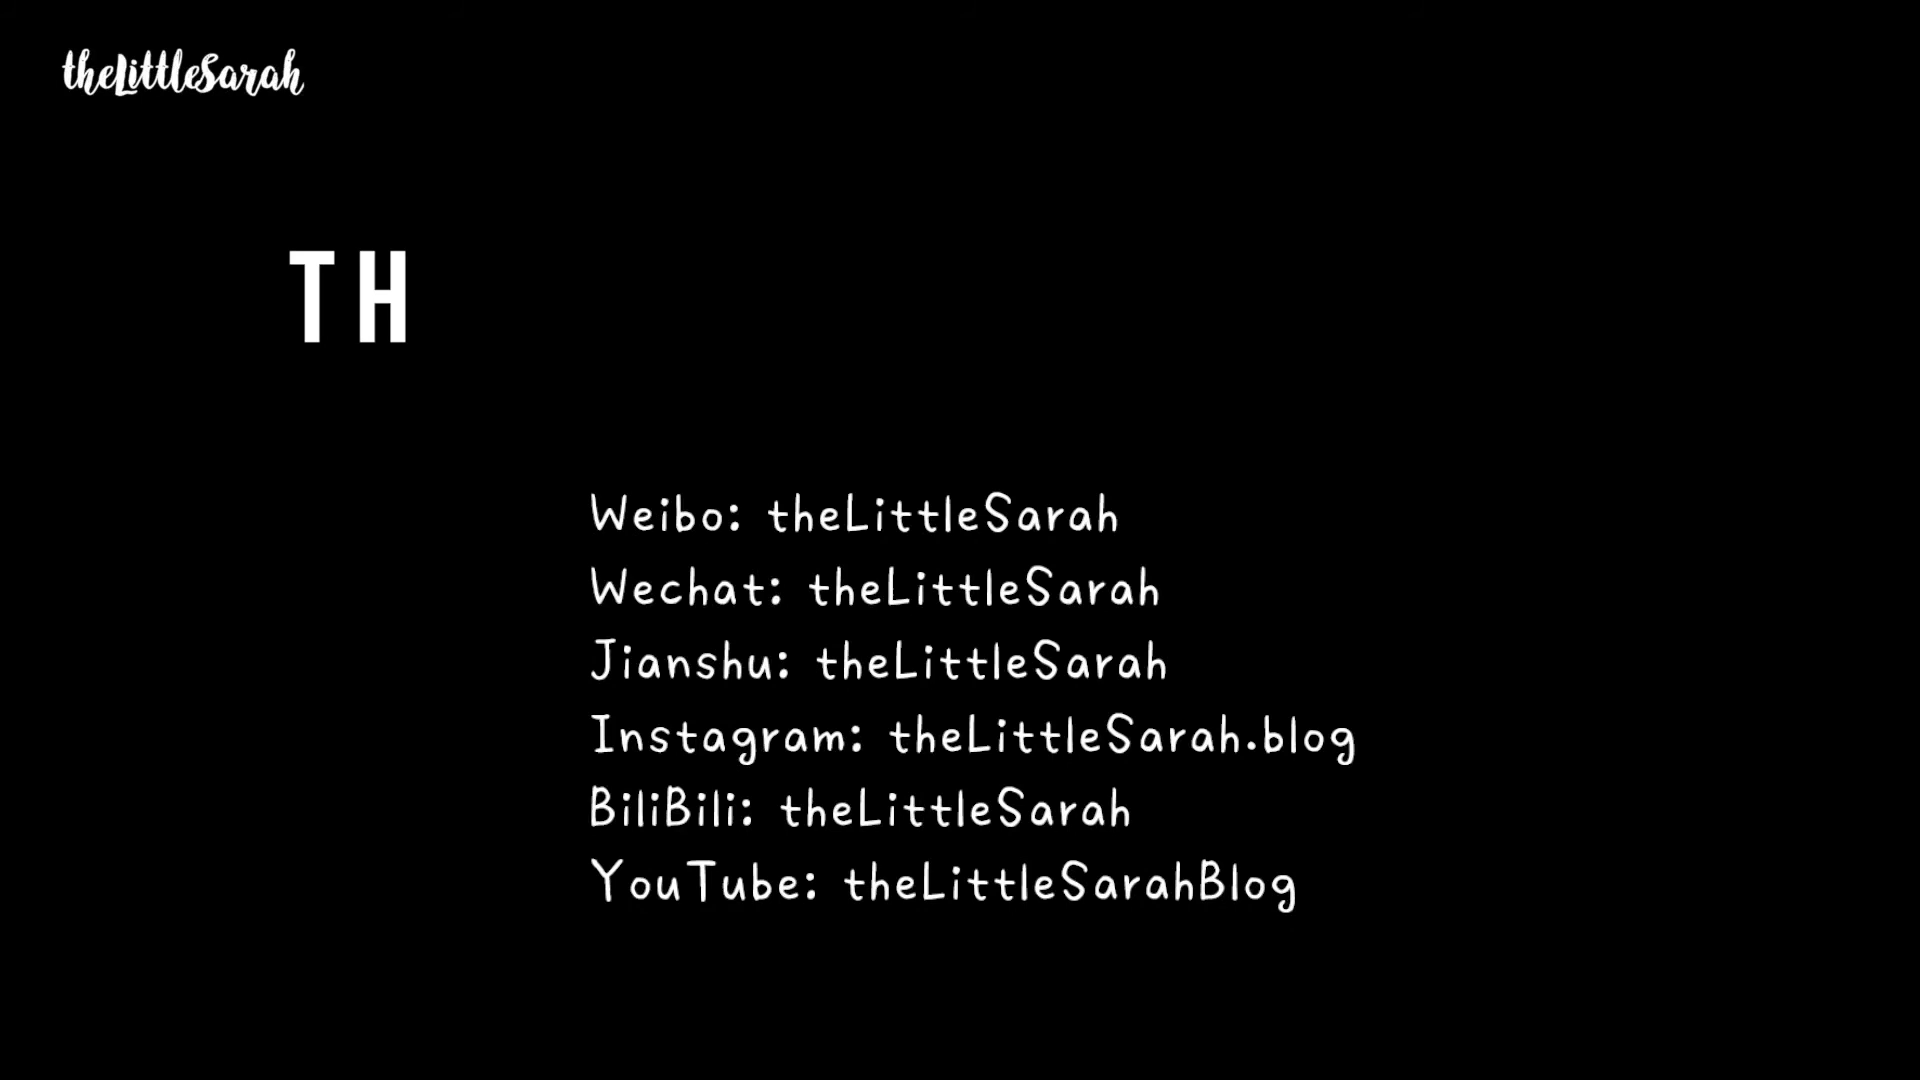 theLittleSarah
TH
Weibo: theLittleSarah
Wechat: theLittleSarah
Jianshu: theLittleSarah
Instagram: theLittleSarah.blog
BiliBili: theLittleSarah
YouTube: theLittleSarahBlog